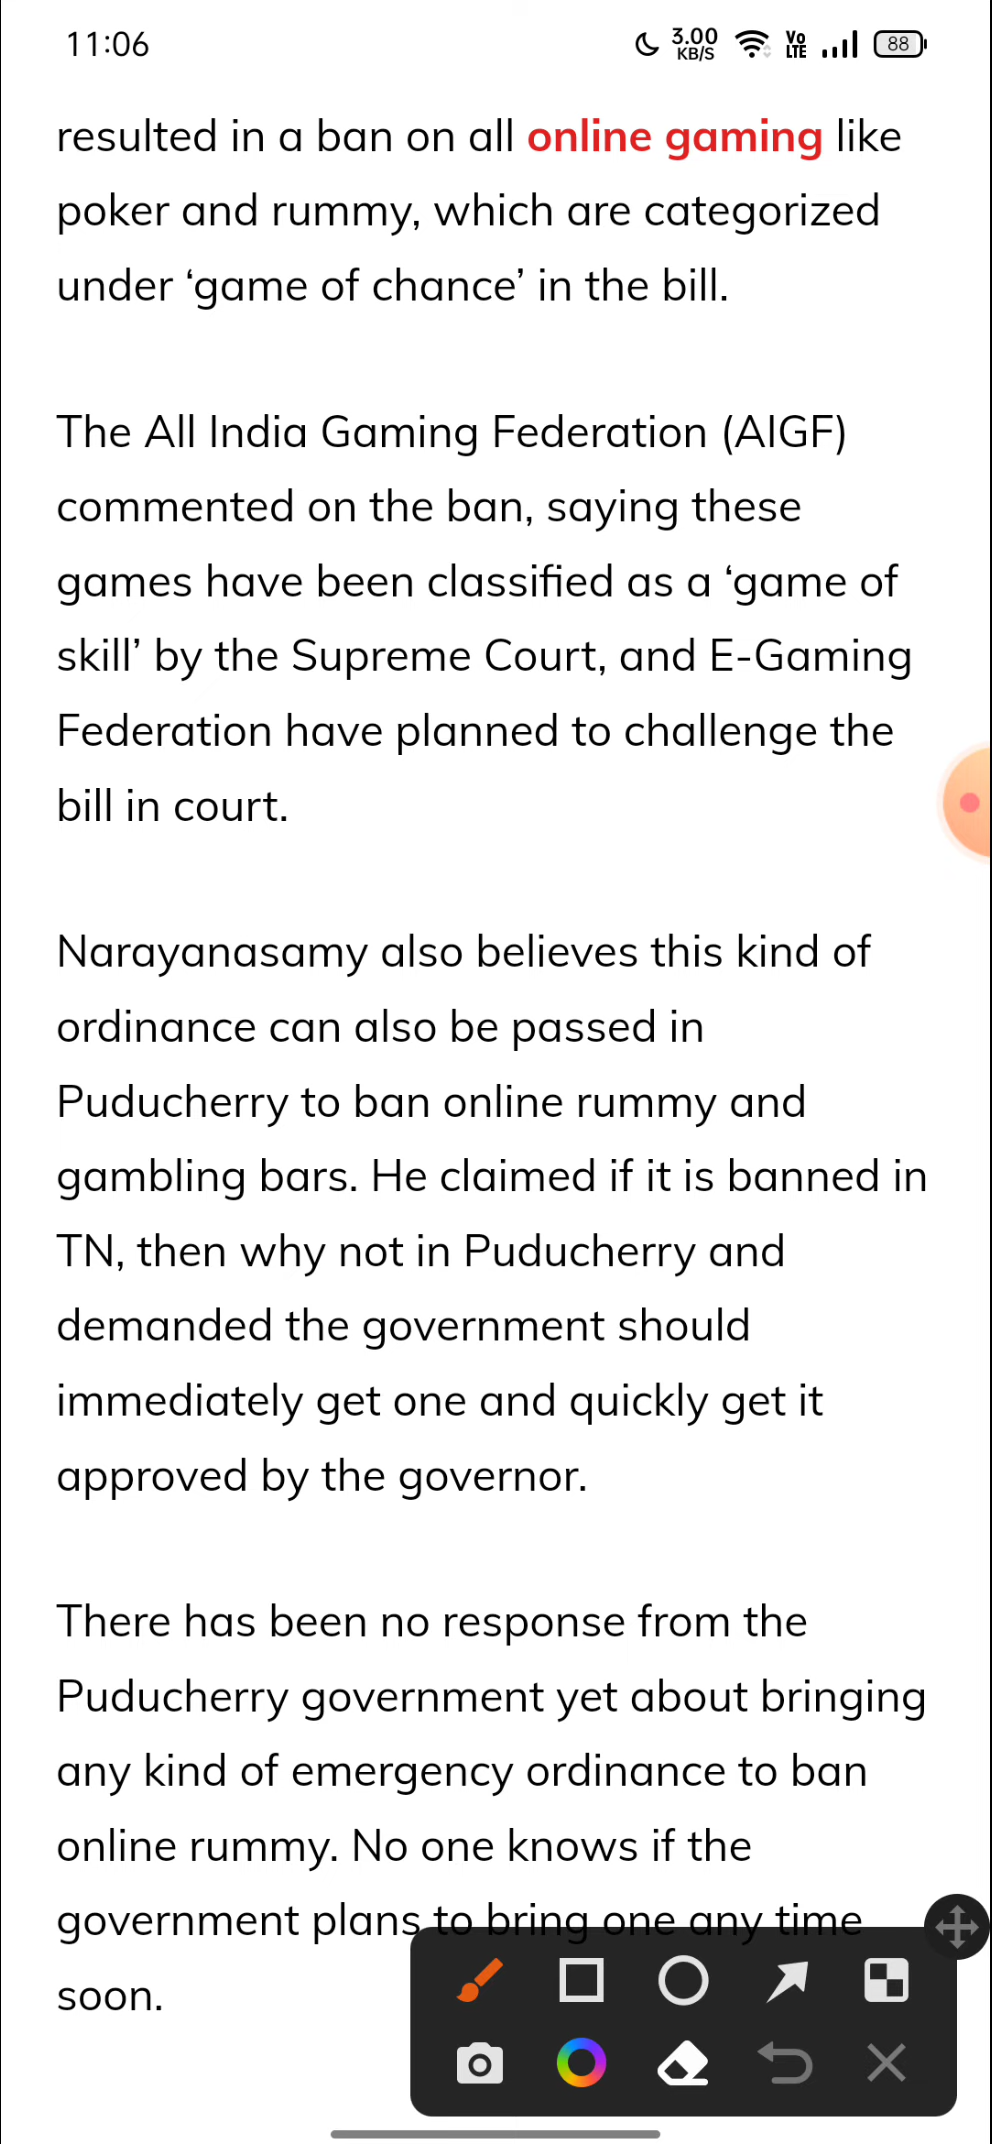 11:06
3.00
KB/S
Vo
LTE
88
resulted in a ban on all online gaming like
poker and rummy, which are categorized
under ‘game of chance’ in the bill.
The All India Gaming Federation (AIGF)
commented on the ban, saying these
games have been classified as a ‘game of
skill’ by the Supreme Court, and E-Gaming
Federation have planned to challenge the
bill in court.
Narayanasamy also believes this kind of
ordinance can also be passed in
Puducherry to ban online rummy and
gambling bars. He claimed if it is banned in
TN, then why not in Puducherry and
demanded the government should
immediately get one and quickly get it
approved by the governor.
There has been no response from the
Puducherry government yet about bringing
any kind of emergency ordinance to ban
online rummy. No one knows if the
government plans to bring one any time
soon.